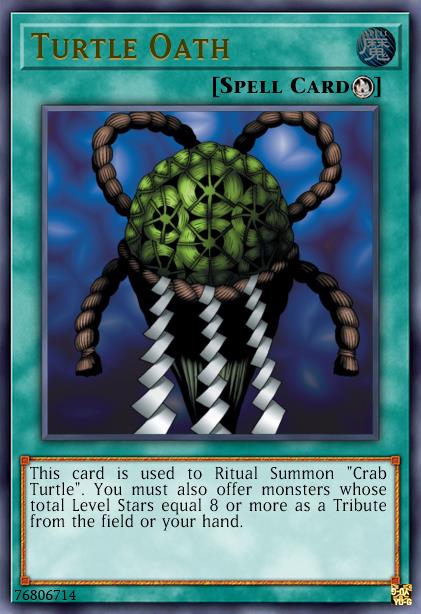 TURTLE OATH
魔
[SPELL CARD]
This card is used to Ritual Summon "Crab
Turtle". You must also offer monsters whose
total Level Stars equal 8 or more as a Tribute
from the field or your hand.
76806714